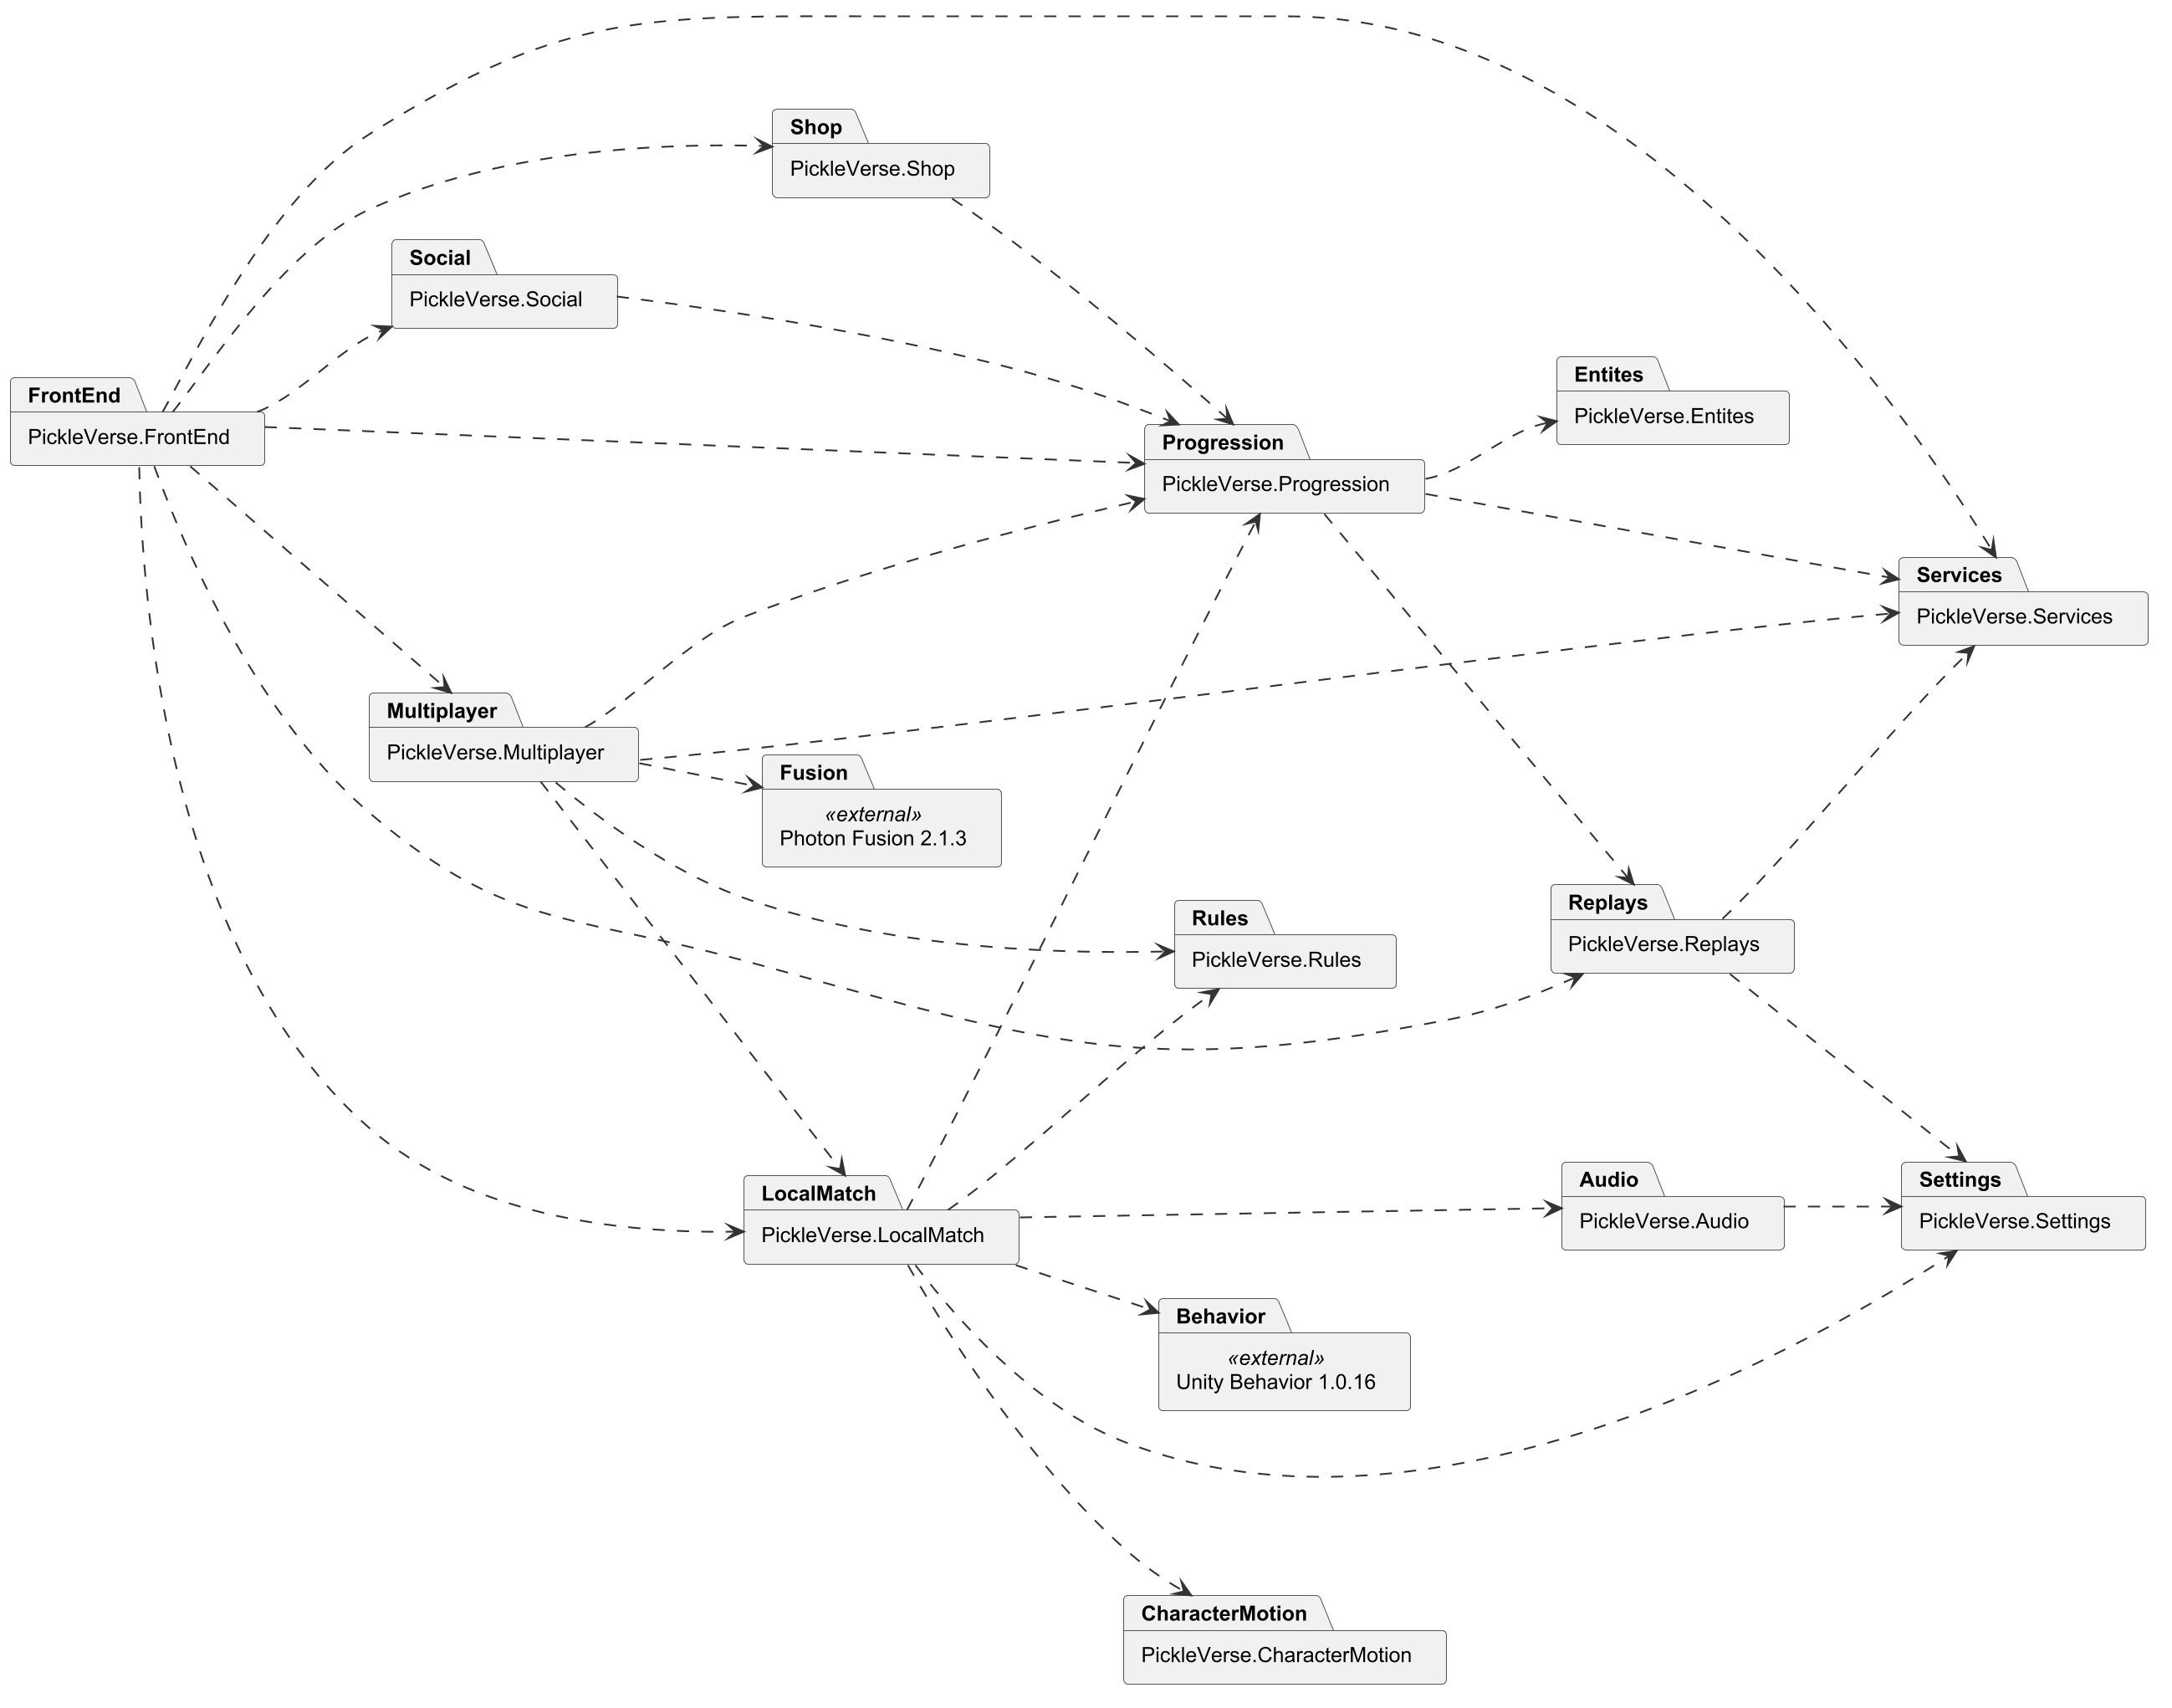 Shop
PickleVerse.Shop
Social
PickleVerse.Social
Entites
PickleVerse.Entites
FrontEnd
PickleVerse.FrontEnd
Progression
PickleVerse.Progression
Services
PickleVerse.Services
Multiplayer
PickleVerse.Multiplayer
Fusion
«external»
Photon Fusion 2.1.3
Replays
PickleVerse.Replays
Rules
PickleVerse.Rules
LocalMatch
PickleVerse.LocalMatch
Audio
PickleVerse.Audio
Settings
PickleVerse.Settings
Behavior
«external»
Unity Behavior 1.0.16
CharacterMotion
PickleVerse.CharacterMotion